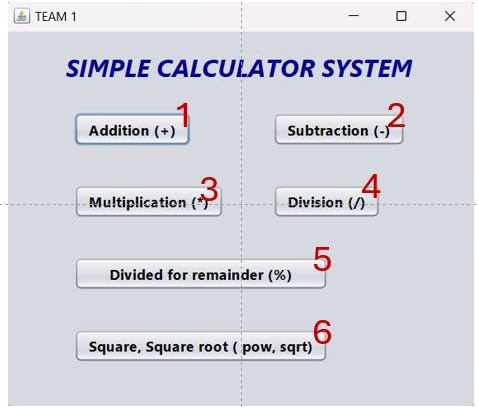 TEAM 1
SIMPLE CALCULATOR SYSTEM
1 2
Addition (+) Subtraction (-)
3 4
Multiplication (*) Division (/)
5
Divided for remainder (%)
6
Square, Square root ( pow, sqrt)